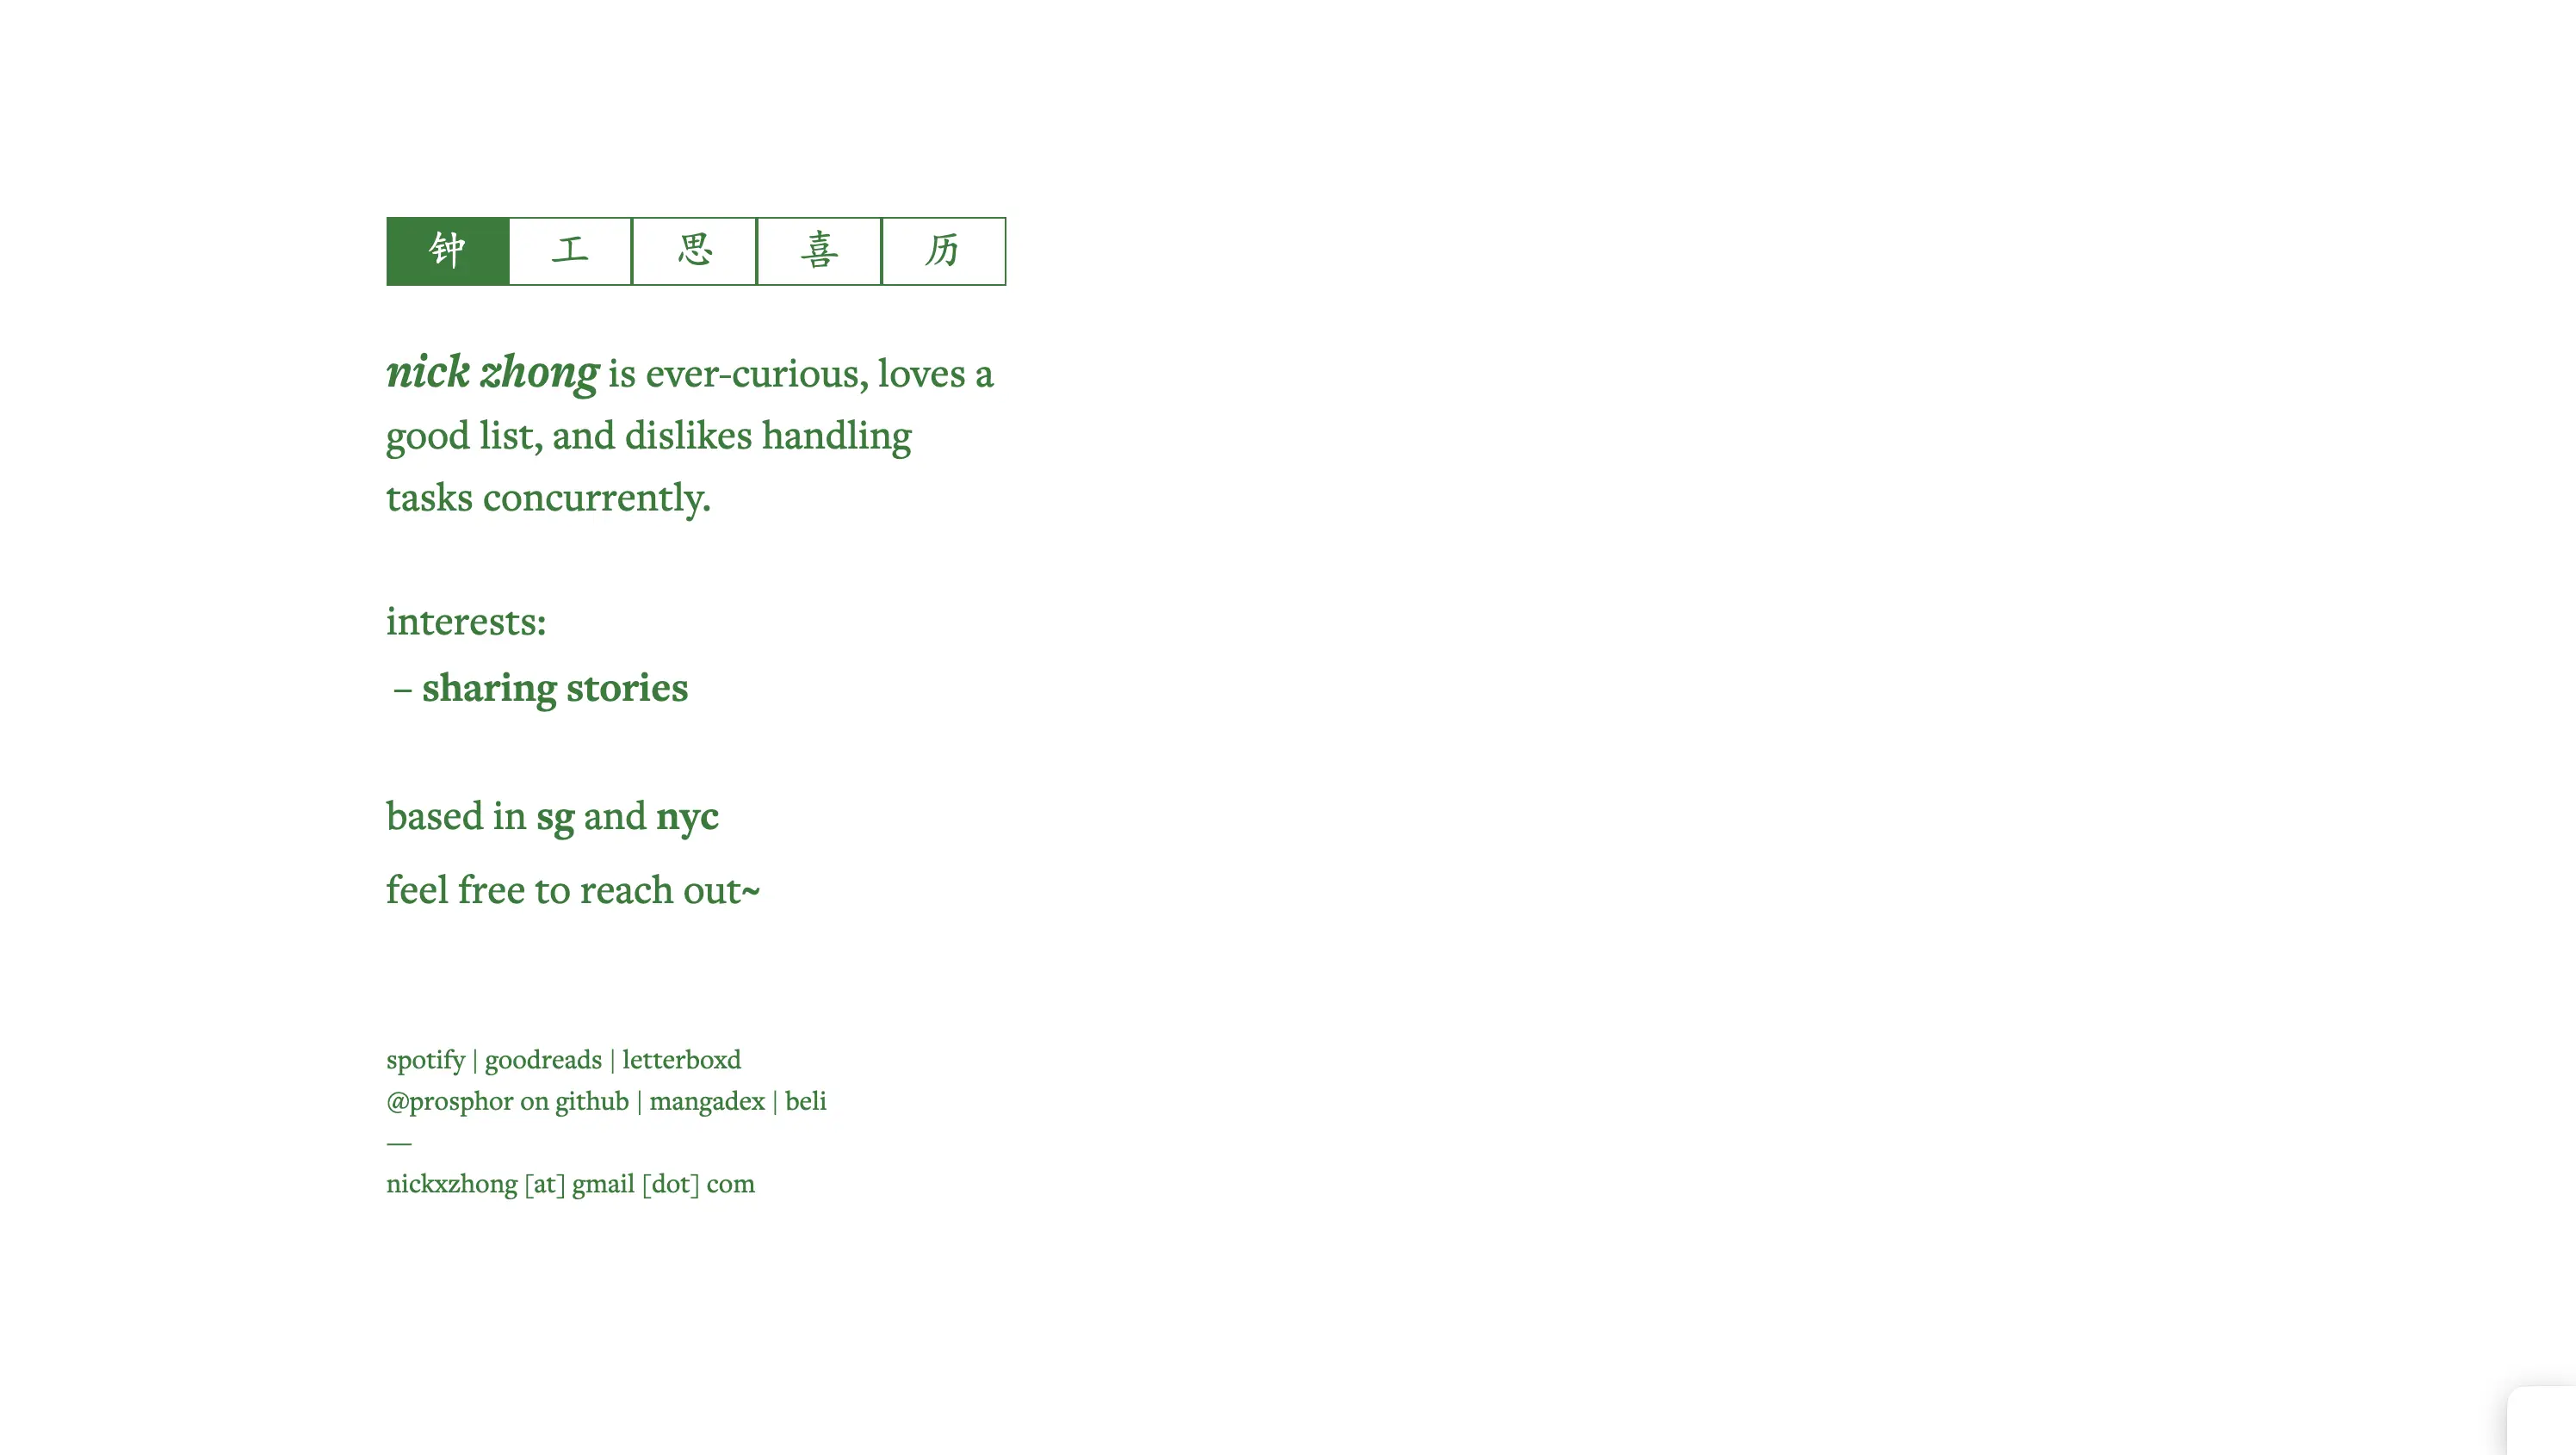 钟 工 思 喜 历
nick zhong is ever-curious, loves a
good list, and dislikes handling
tasks concurrently.
interests:
– sharing stories
based in sg and nyc
feel free to reach out~
spotify | goodreads | letterboxd
@prosphor on github | mangadex | beli
—
nickxzhong [at] gmail [dot] com